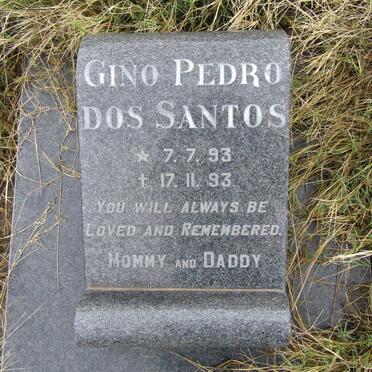 GINO PEDRO
DOS SANTOS
★ 7. 7. 93
† 17. 11. 93
YOU WILL ALWAYS BE
LOVED AND REMEMBERED.
MOMMY AND DADDY